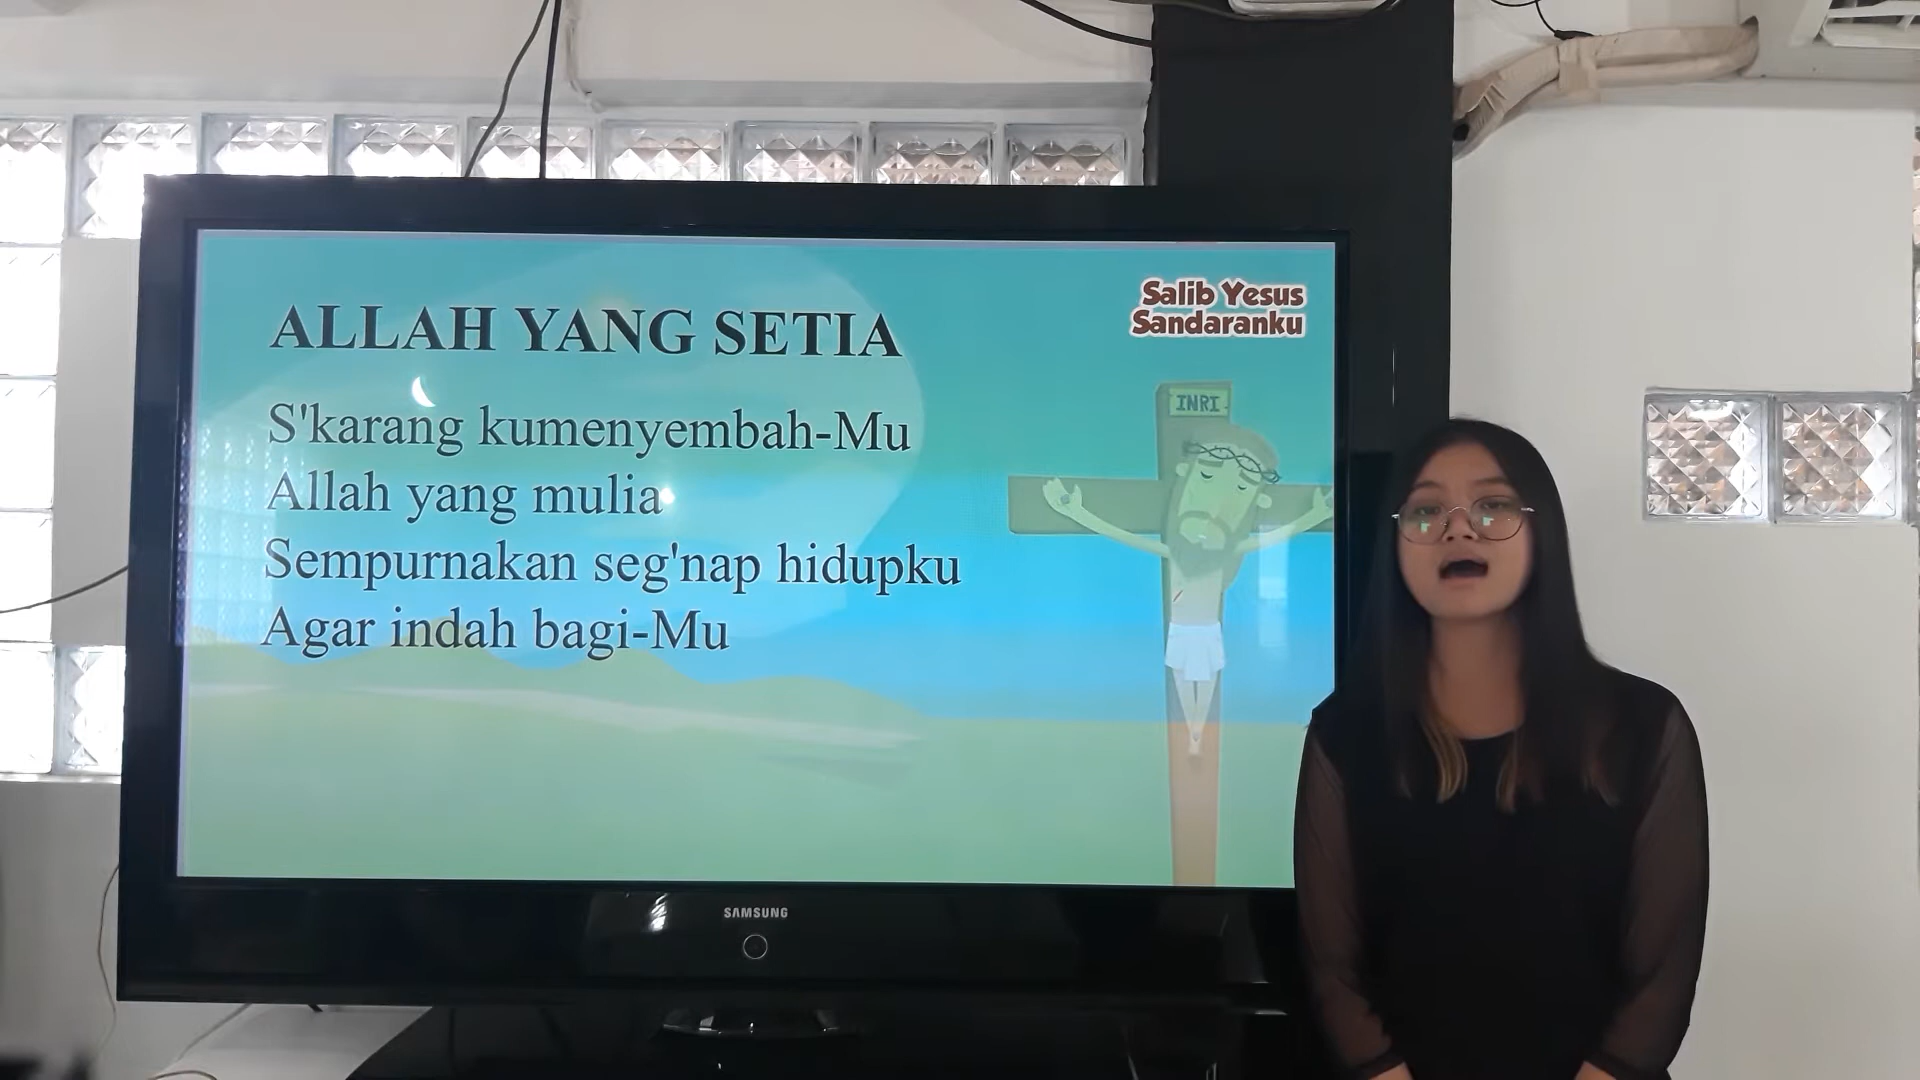 ALLAH YANG SETIA
Salib Yesus
Sandaranku
S'karang kumenyembah-Mu
Allah yang mulia
Sempurnakan seg'nap hidupku
Agar indah bagi-Mu
INRI
SAMSUNG